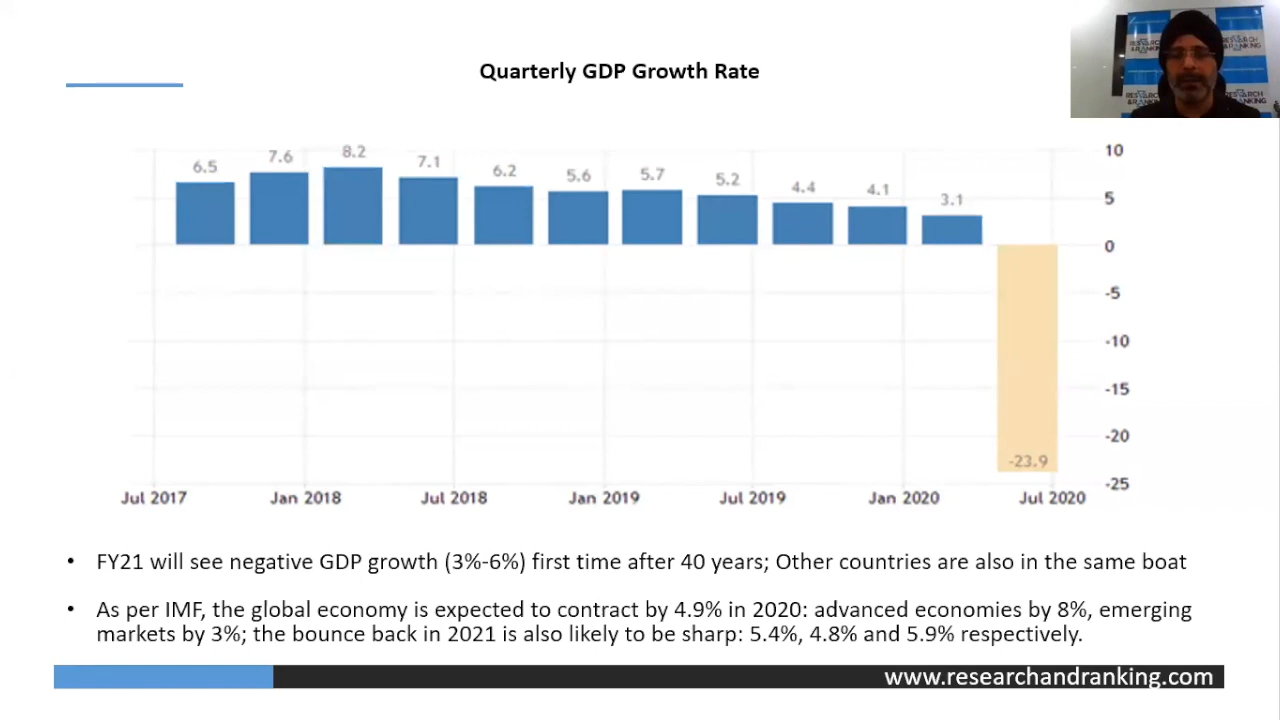 Quarterly GDP Growth Rate
RESEARCH
&RANKING
6.5
7.6
8.2
7.1
6.2
5.6
5.7
5.2
4.4
4.1
3.1
-23.9
10
5
0
-5
-10
-15
-20
-25
Jul 2017
Jan 2018
Jul 2018
Jan 2019
Jul 2019
Jan 2020
Jul 2020
• FY21 will see negative GDP growth (3%-6%) first time after 40 years; Other countries are also in the same boat
• As per IMF, the global economy is expected to contract by 4.9% in 2020: advanced economies by 8%, emerging
markets by 3%; the bounce back in 2021 is also likely to be sharp: 5.4%, 4.8% and 5.9% respectively.
www.researchandranking.com